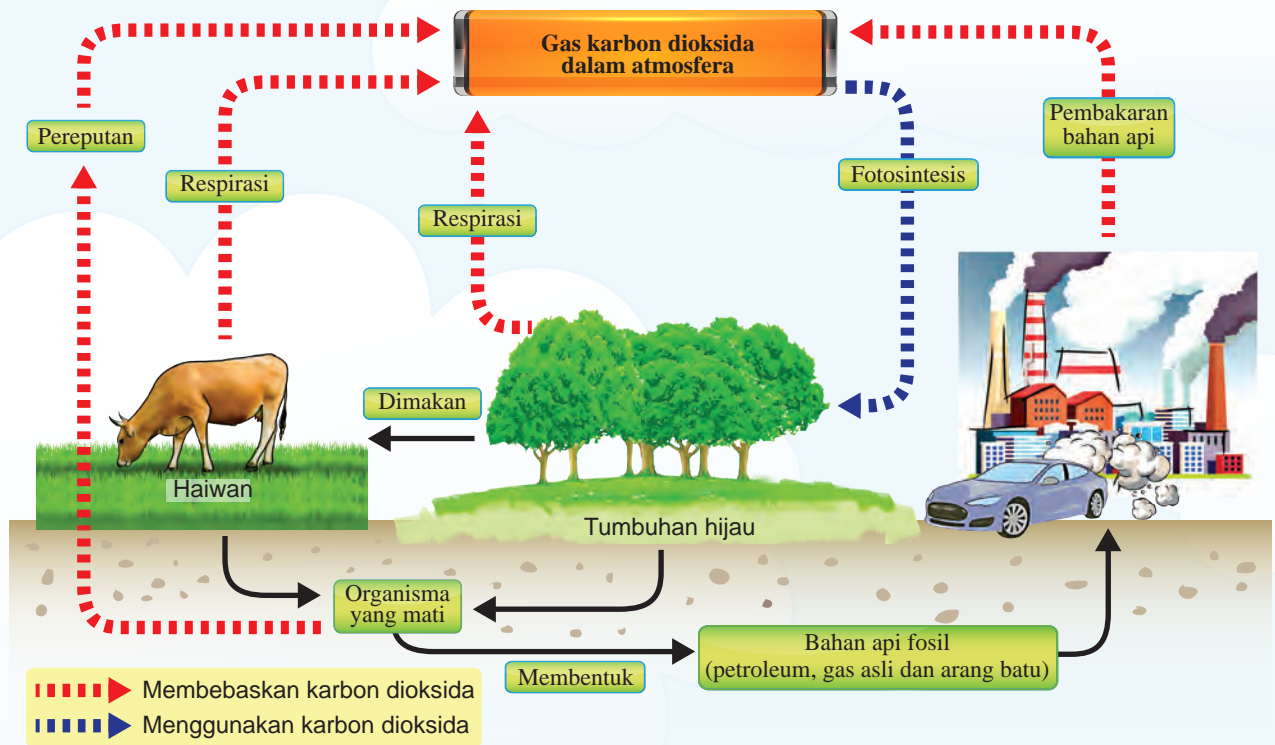 Gas karbon dioksida
dalam atmosfera
Pereputan
Respirasi
Respirasi
Fotosintesis
Pembakaran
bahan api
Dimakan
Haiwan
Tumbuhan hijau
Organisma
yang mati
Membentuk
Bahan api fosil
(petroleum, gas asli dan arang batu)
Membebaskan karbon dioksida
Menggunakan karbon dioksida